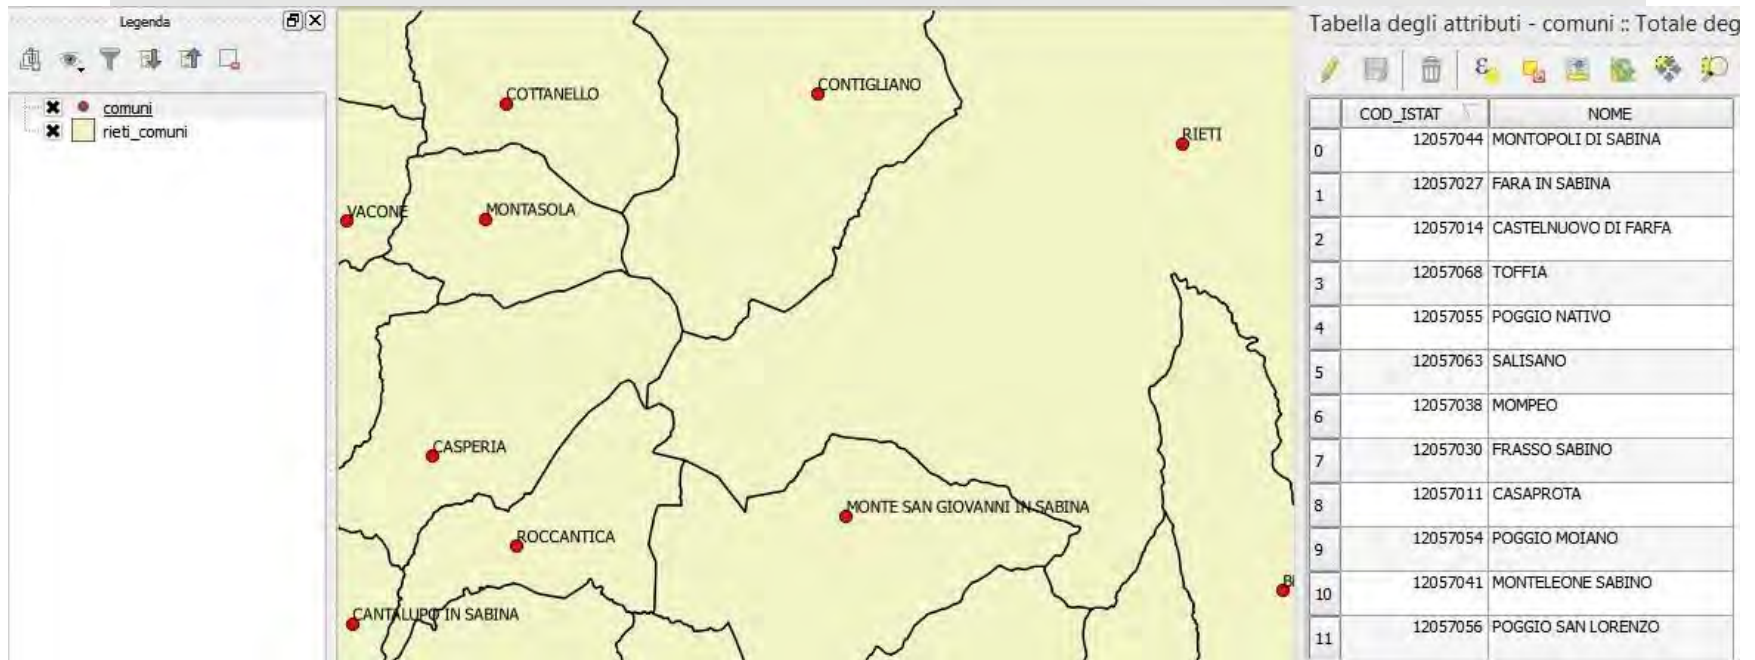 Legenda
comuni
rieti_comuni
COTTANELLO
CONTIGLIANO
RIETI
VACONE
MONTASOLA
CASPERIA
MONTE SAN GIOVANNI IN SABINA
ROCCANTICA
CANTALUPO IN SABINA
Tabella degli attributi - comuni :: Totale deg
COD_ISTAT NOME
0 12057044 MONTOPOLI DI SABINA
1 12057027 FARA IN SABINA
2 12057014 CASTELNUOVO DI FARFA
3 12057068 TOFFIA
4 12057055 POGGIO NATIVO
5 12057063 SALISANO
6 12057038 MOMPEO
7 12057030 FRASSO SABINO
8 12057011 CASAPROTA
9 12057054 POGGIO MOIANO
10 12057041 MONTELEONE SABINO
11 12057056 POGGIO SAN LORENZO